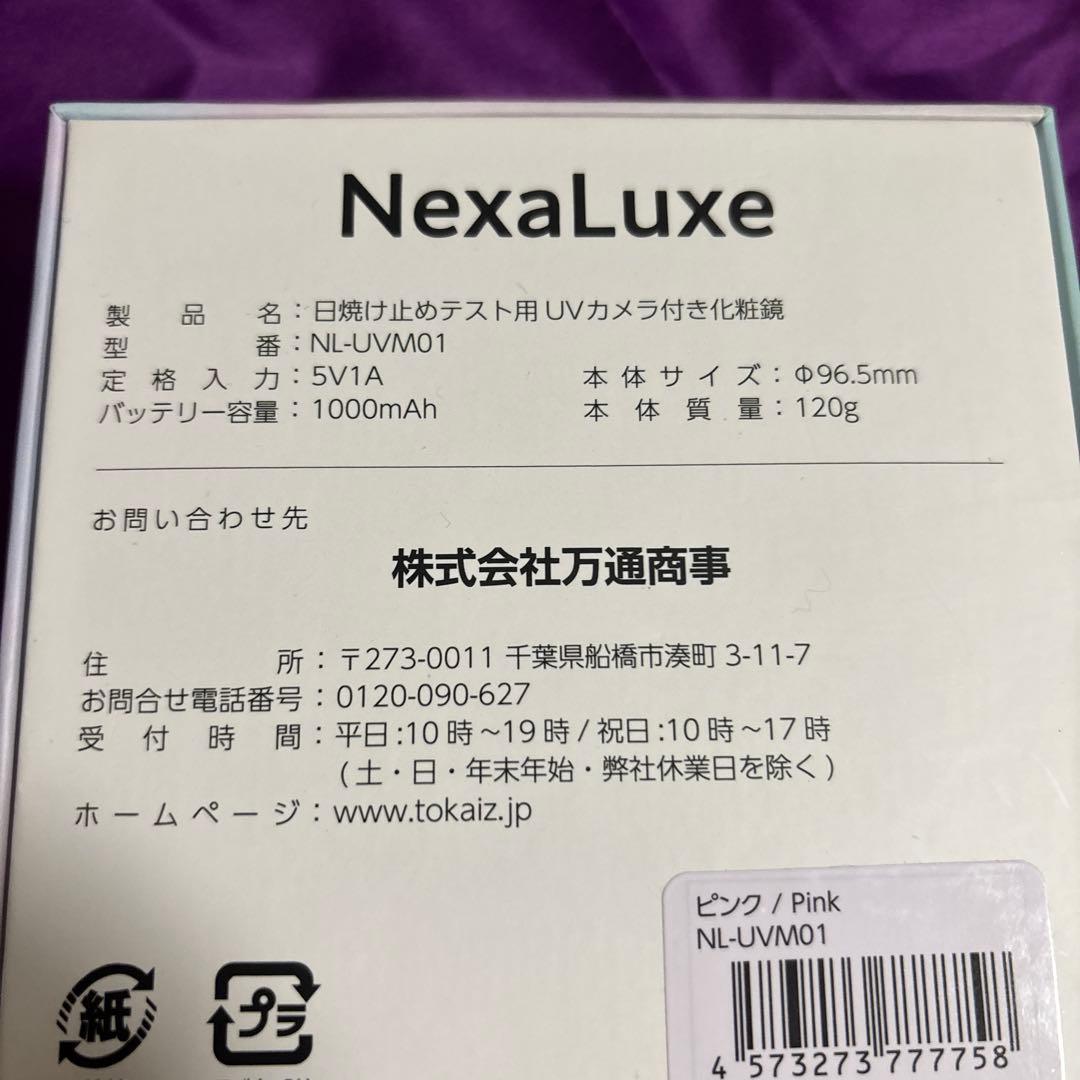 NexaLuxe
製品名：日焼け止めテスト用UVカメラ付き化粧鏡
型番：NL-UVM01
定格入力：5V1A 本体サイズ：Φ96.5mm
バッテリー容量：1000mAh 本体質量：120g
お問い合わせ先
株式会社万通商事
住所：〒273-0011 千葉県船橋市湊町 3-11-7
お問合せ電話番号：0120-090-627
受付時間：平日:10時~19時/祝日:10時~17時
(土・日・年末年始・弊社休業日を除く)
ホームページ：www.tokaiz.jp
ピンク / Pink
NL-UVM01
4 573273 777758
紙
プラ